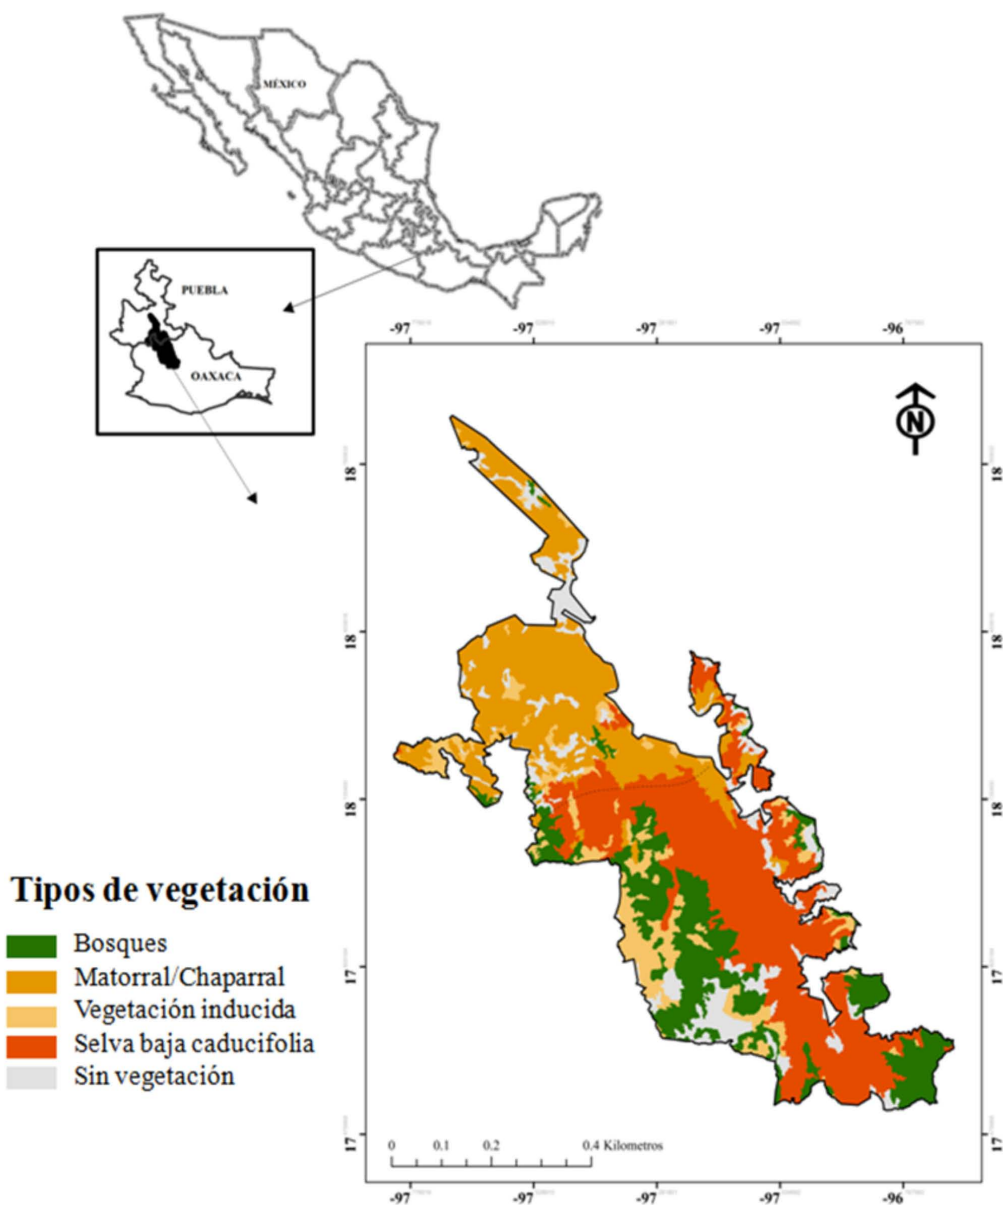 MÉXICO
PUEBLA
OAXACA
-97 -97 -97 -97 -96
N
18 18
18 18
18 18
17 17
17 17
Tipos de vegetación
Bosques
Matorral/Chaparral
Vegetación inducida
Selva baja caducifolia
Sin vegetación
0 0.1 0.2 0.4 Kilometros
-97 -97 -97 -97 -96